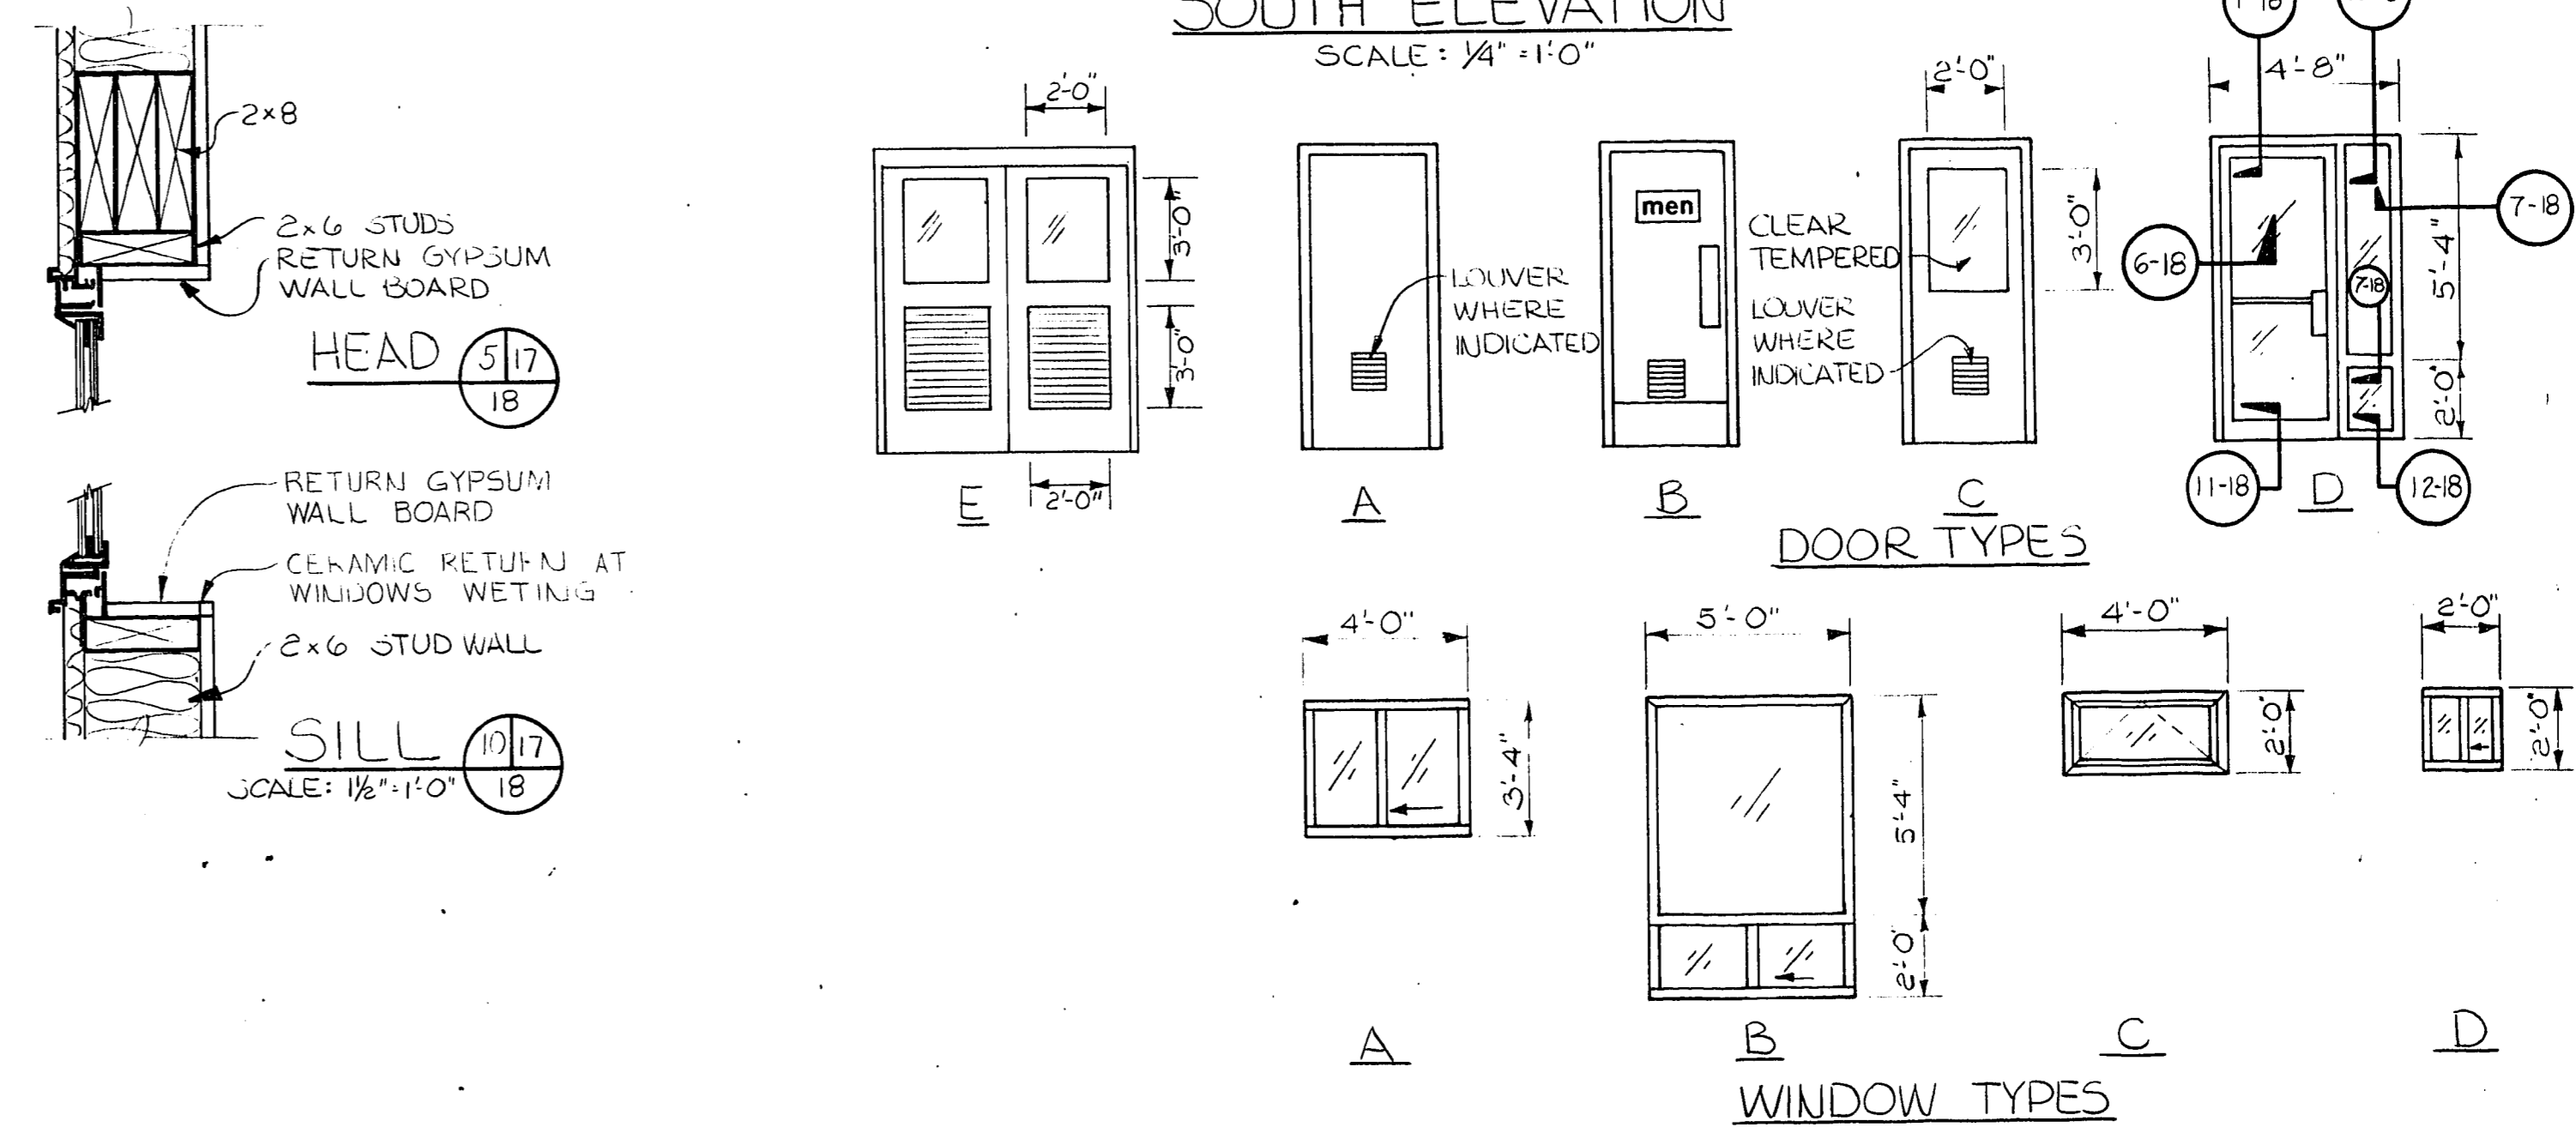 SOUTH ELEVATION
SCALE: 1/4" = 1'-0"
2×8
2×6 STUDS
RETURN GYPSUM
WALL BOARD
HEAD
5 17
18
RETURN GYPSUM
WALL BOARD
CERAMIC RETURN AT
WINDOWS WETING
2×6 STUD WALL
SILL
10 17
18
SCALE: 1½"=1'-0"
2'-0"
3'-0"
3'-0"
2'-0"
E
LOUVER
WHERE
INDICATED
A
men
B
2'-0"
CLEAR
TEMPERED
LOUVER
WHERE
INDICATED
3'-0"
C
4'-8"
6-18
7-18
7-18
5'-4"
2'-0"
11-18
D
12-18
DOOR TYPES
4'-0"
3'-4"
A
5'-0"
5'-4"
2'-0"
B
4'-0"
2'-0"
C
2'-0"
2'-0"
D
WINDOW TYPES